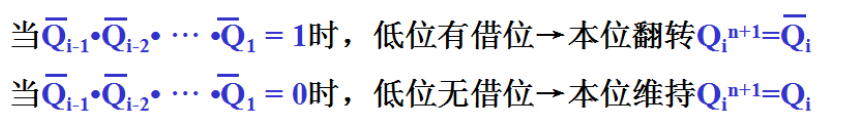 当Q̅ᵢ₋₁•Q̅ᵢ₋₂• ⋯ •Q̅₁ = 1时，低位有借位→本位翻转Qᵢⁿ⁺¹=Q̅ᵢ
当Q̅ᵢ₋₁•Q̅ᵢ₋₂• ⋯ •Q̅₁ = 0时，低位无借位→本位维持Qᵢⁿ⁺¹=Qᵢ